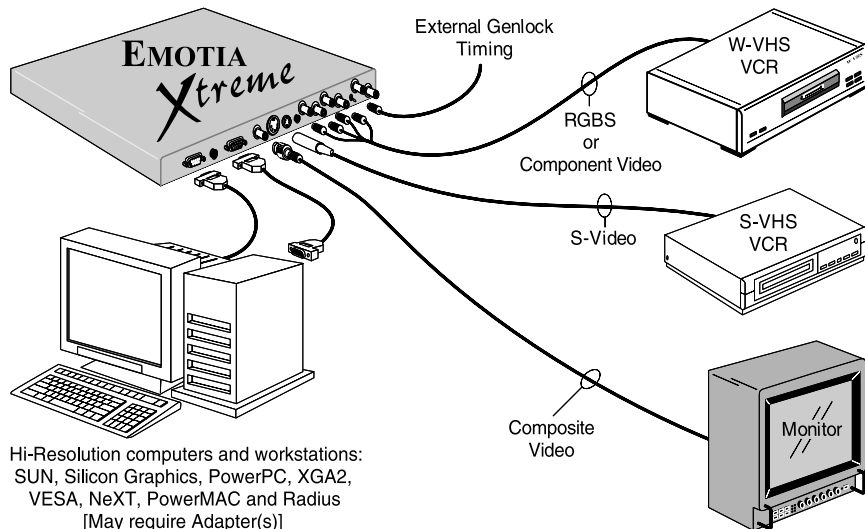 EMOTIA
Xtreme
External Genlock
Timing
W-VHS
VCR
RGBS
or
Component Video
S-Video
S-VHS
VCR
Composite
Video
Monitor
Hi-Resolution computers and workstations:
SUN, Silicon Graphics, PowerPC, XGA2,
VESA, NeXT, PowerMAC and Radius
[May require Adapter(s)]